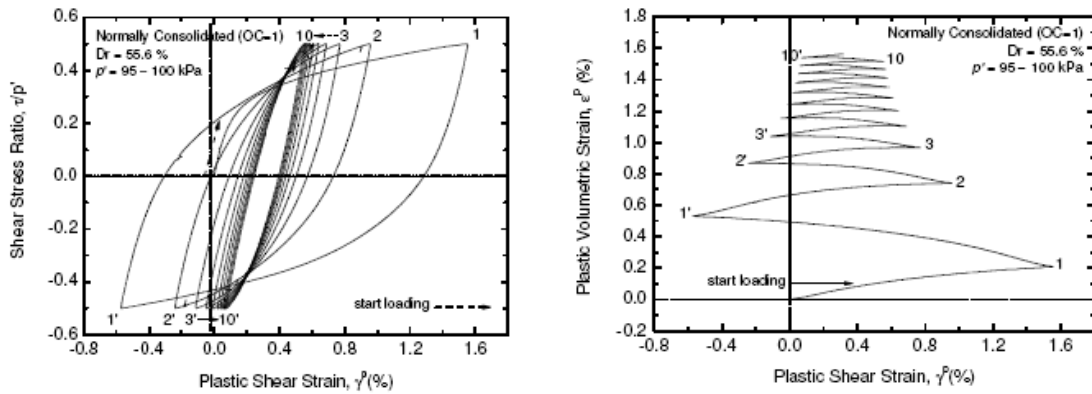 Normally Consolidated (OC=1)
Dr = 55.6 %
p' = 95 – 100 kPa
10 3 2 1
0.6
0.4
0.2
0.0
-0.2
-0.4
-0.6
Shear Stress Ratio, τ/p'
start loading
1' 2' 3' 10'
-0.8 -0.4 0.0 0.4 0.8 1.2 1.6
Plastic Shear Strain, γᵖ(%)
Normally Consolidated (OC=1)
Dr = 55.6 %
p' = 95 – 100 kPa
1.8
1.6
1.4
1.2
1.0
0.8
0.6
0.4
0.2
0.0
-0.2
Plastic Volumetric Strain, εᵖ (%)
10' 10
3' 3
2' 2
1' 1
start loading
-0.8 -0.4 0.0 0.4 0.8 1.2 1.6
Plastic Shear Strain, γᵖ(%)